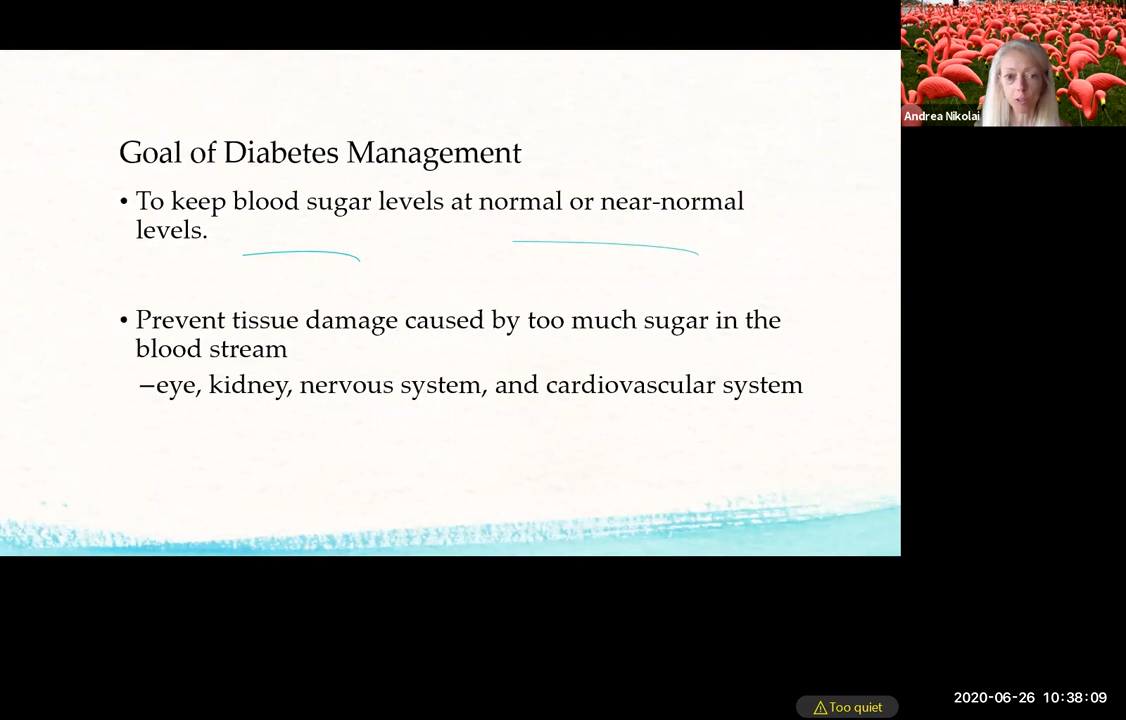 Goal of Diabetes Management
• To keep blood sugar levels at normal or near-normal
levels.
• Prevent tissue damage caused by too much sugar in the
blood stream
–eye, kidney, nervous system, and cardiovascular system
Andrea Nikolai
Too quiet
2020-06-26 10:38:09